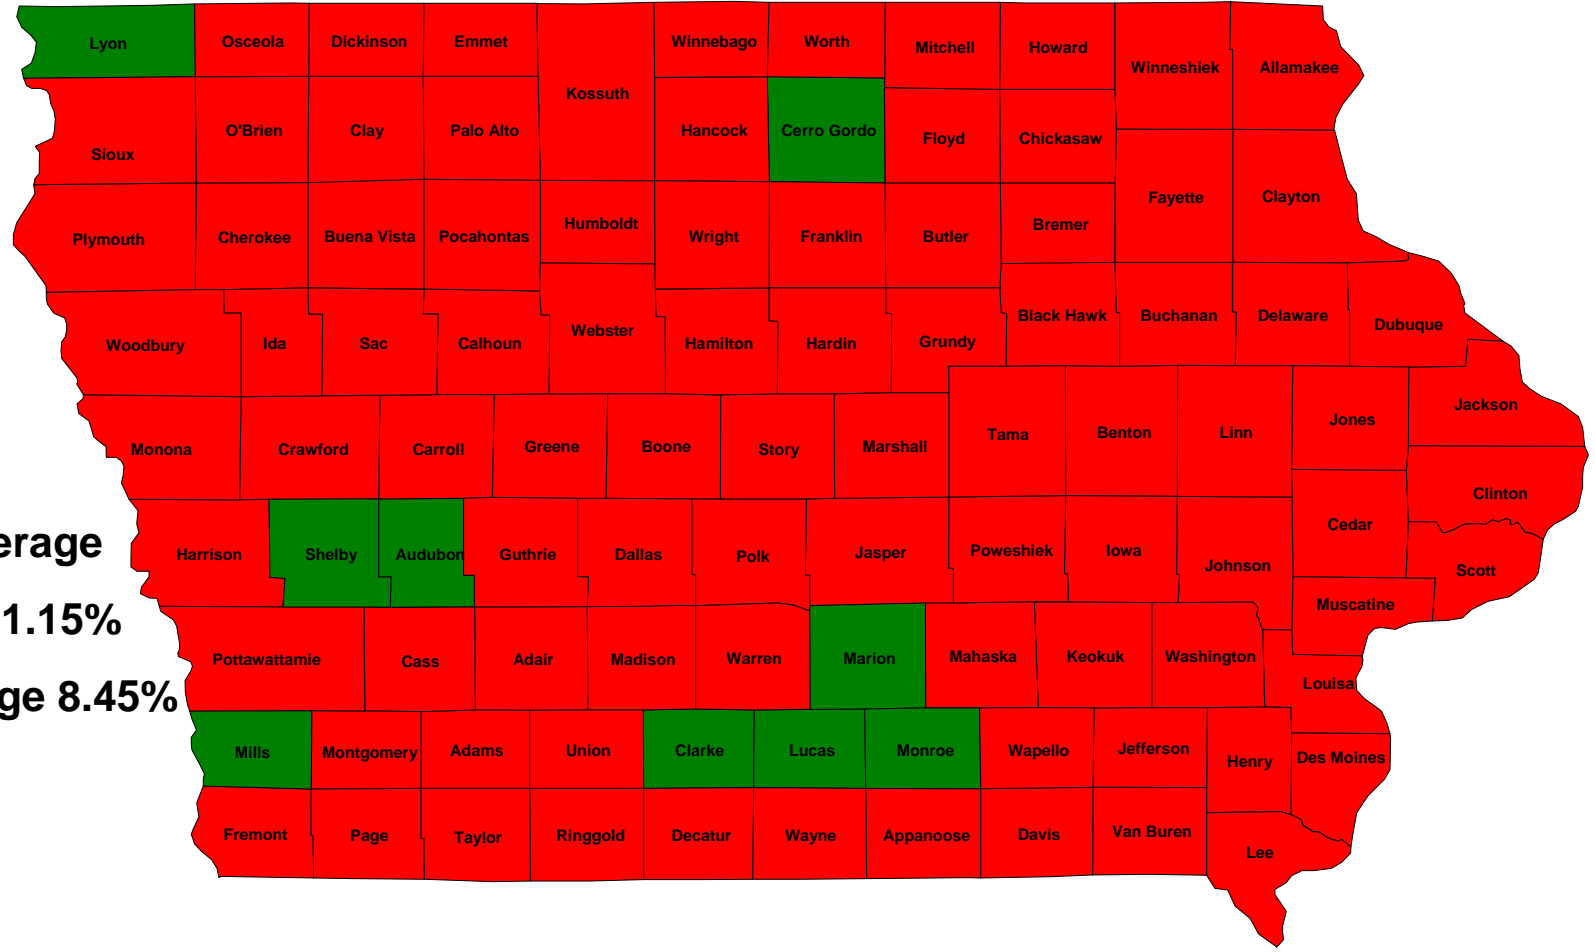 Lyon
Osceola
Dickinson
Emmet
Kossuth
Winnebago
Worth
Mitchell
Howard
Winneshiek
Allamakee
Sioux
O'Brien
Clay
Palo Alto
Hancock
Cerro Gordo
Floyd
Chickasaw
Fayette
Clayton
Plymouth
Cherokee
Buena Vista
Pocahontas
Humboldt
Wright
Franklin
Butler
Bremer
Woodbury
Ida
Sac
Calhoun
Webster
Hamilton
Hardin
Grundy
Black Hawk
Buchanan
Delaware
Dubuque
Monona
Crawford
Carroll
Greene
Boone
Story
Marshall
Tama
Benton
Linn
Jones
Jackson
Clinton
Cedar
erage
Harrison
Shelby
Audubon
Guthrie
Dallas
Polk
Jasper
Poweshiek
Iowa
Johnson
Scott
Muscatine
1.15%
Pottawattamie
Cass
Adair
Madison
Warren
Marion
Mahaska
Keokuk
Washington
Louisa
ge 8.45%
Mills
Montgomery
Adams
Union
Clarke
Lucas
Monroe
Wapello
Jefferson
Henry
Des Moines
Fremont
Page
Taylor
Ringgold
Decatur
Wayne
Appanoose
Davis
Van Buren
Lee